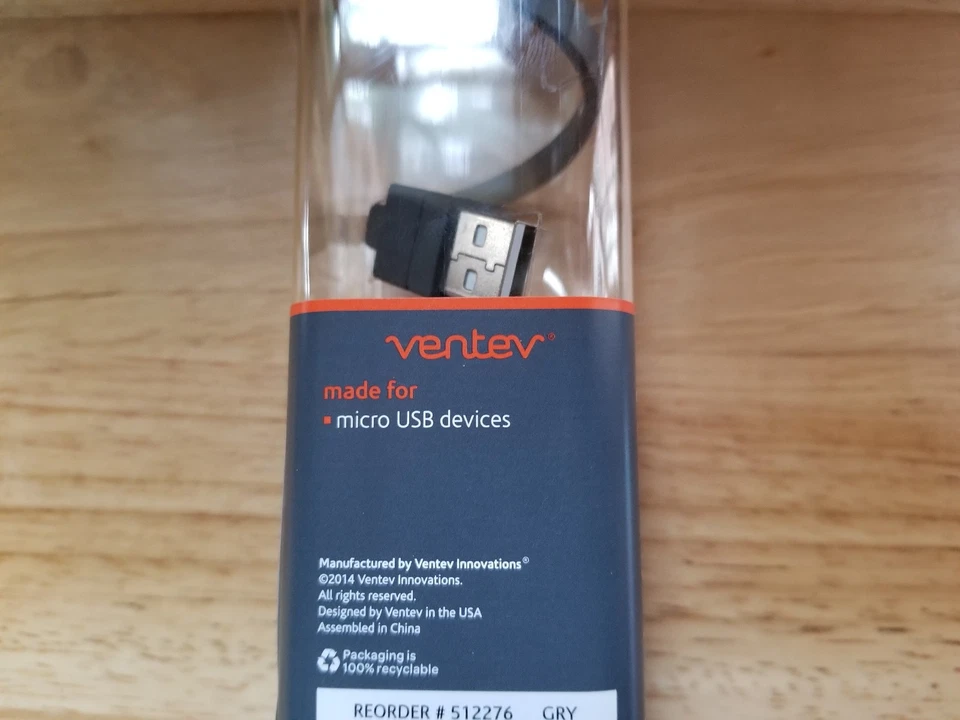 ventev®
made for
▪ micro USB devices
Manufactured by Ventev Innovations®
©2014 Ventev Innovations.
All rights reserved.
Designed by Ventev in the USA
Assembled in China
Packaging is
100% recyclable
REORDER # 512276 GRY